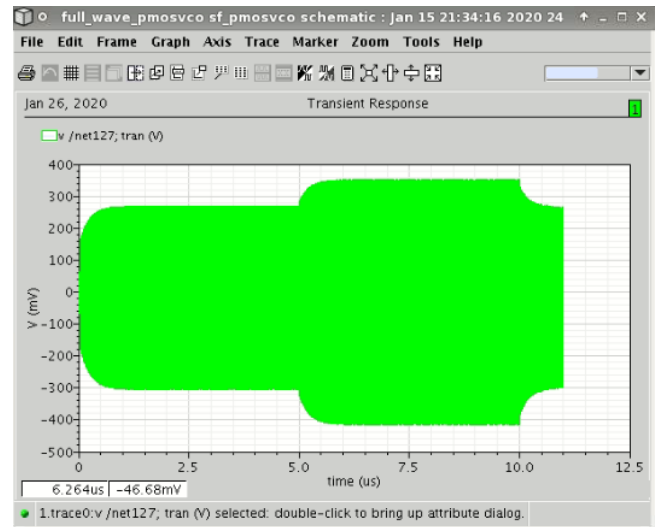 full_wave_pmosvco sf_pmosvco schematic : Jan 15 21:34:16 2020 24
File Edit Frame Graph Axis Trace Marker Zoom Tools Help
Jan 26, 2020 Transient Response 1
v /net127; tran (V)
400
300
200
100
0
-100
-200
-300
-400
-500
V (mV)
0 2.5 5.0 7.5 10.0 12.5
time (us)
6.264us -46.68mV
1.trace0:v /net127; tran (V) selected: double-click to bring up attribute dialog.